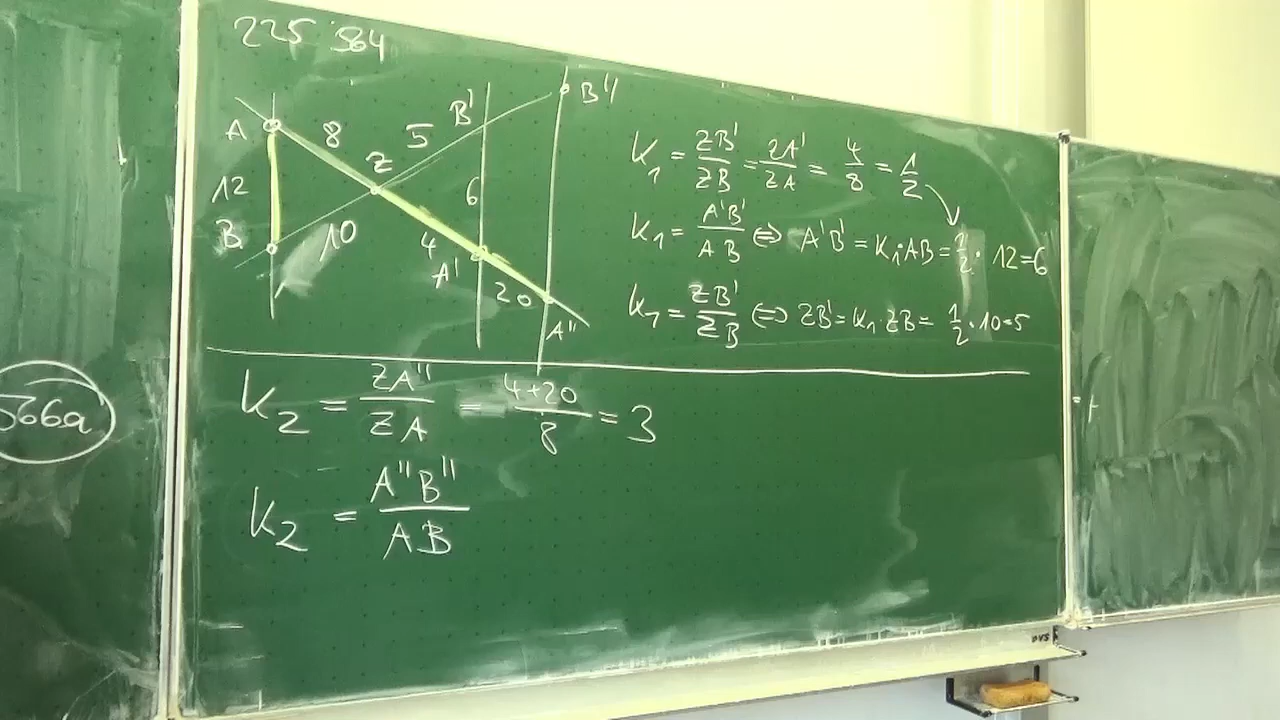 225 S64
A 8 Z 5 B' B''
12 6
B 10 4 A' 20 A''
K₁ = ZB'/ZB = ZA'/ZA = 4/8 = 1/2
K₁ = A'B'/AB ⇔ A'B' = K₁·AB = 1/2 · 12 = 6
K₁ = ZB'/ZB ⇔ ZB' = K₁·ZB = 1/2 · 10 = 5
K₂ = ZA''/ZA = 4+20/8 = 3
K₂ = A''B''/AB
566a